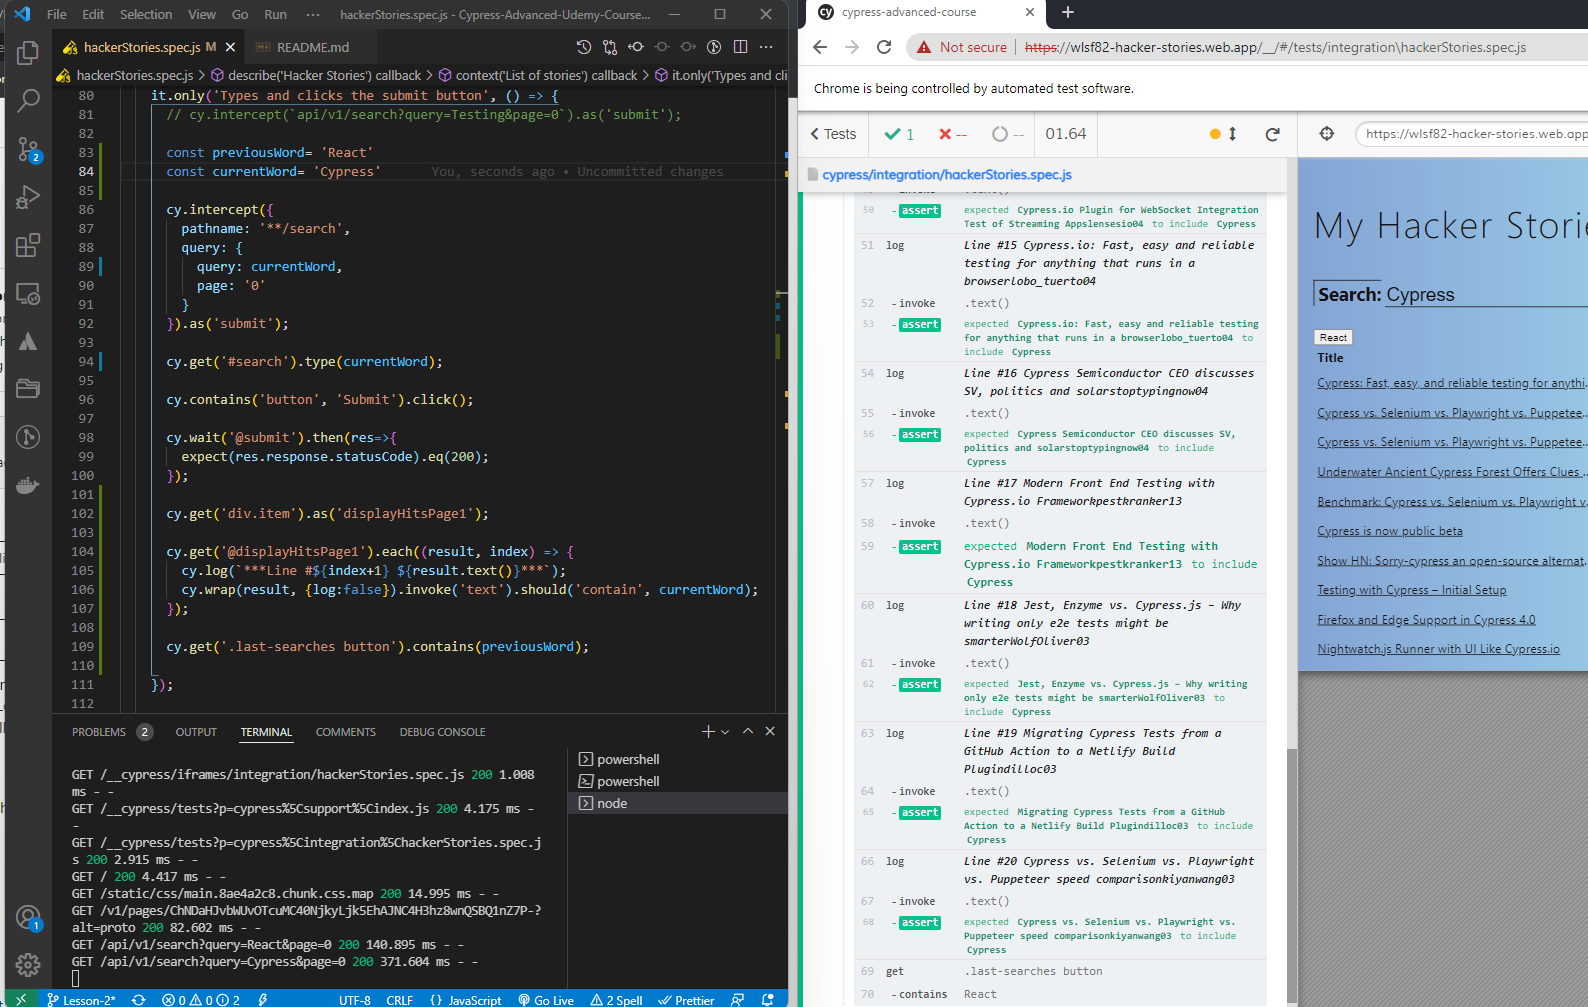 File Edit Selection View Go Run ··· hackerStories.spec.js - Cypress-Advanced-Udemy-Course...
hackerStories.spec.js M
README.md
hackerStories.spec.js > describe('Hacker Stories') callback > context('List of stories') callback > it.only('Types and cli
80 it.only('Types and clicks the submit button', () => {
81 // cy.intercept(`api/v1/search?query=Testing&page=0`).as('submit');
82
83 const previousWord= 'React'
84 const currentWord= 'Cypress' You, seconds ago • Uncommitted changes
85
86 cy.intercept({
87 pathname: '**/search',
88 query: {
89 query: currentWord,
90 page: '0'
91 }
92 }).as('submit');
93
94 cy.get('#search').type(currentWord);
95
96 cy.contains('button', 'Submit').click();
97
98 cy.wait('@submit').then(res=>{
99 expect(res.response.statusCode).eq(200);
100 });
101
102 cy.get('div.item').as('displayHitsPage1');
103
104 cy.get('@displayHitsPage1').each((result, index) => {
105 cy.log(`***Line #${index+1} ${result.text()}***`);
106 cy.wrap(result, {log:false}).invoke('text').should('contain', currentWord);
107 });
108
109 cy.get('.last-searches button').contains(previousWord);
110
111 });
112
PROBLEMS 2 OUTPUT TERMINAL COMMENTS DEBUG CONSOLE
GET /__cypress/iframes/integration/hackerStories.spec.js 200 1.008
ms - -
GET /__cypress/tests?p=cypress%5Csupport%5Cindex.js 200 4.175 ms -
-
GET /__cypress/tests?p=cypress%5Cintegration%5ChackerStories.spec.j
s 200 2.915 ms - -
GET / 200 4.417 ms - -
GET /static/css/main.8ae4a2c8.chunk.css.map 200 14.995 ms - -
GET /v1/pages/ChNDaHJvbWUvOTcuMC40NjkyLjk5EhAJNC4H3hz8wnQSBQ1nZ7P-?
alt=proto 200 82.602 ms - -
GET /api/v1/search?query=React&page=0 200 140.895 ms - -
GET /api/v1/search?query=Cypress&page=0 200 371.604 ms - -
powershell
powershell
node
2
1
Lesson-2* 0 0 2 UTF-8 CRLF {} JavaScript Go Live 2 Spell Prettier
cy cypress-advanced-course
Not secure | https://wlsf82-hacker-stories.web.app/__/#/tests/integration\hackerStories.spec.js
Chrome is being controlled by automated test software.
Tests 1 -- -- 01.64 https://wlsf82-hacker-stories.web.app
cypress/integration/hackerStories.spec.js
50 -assert expected Cypress.io Plugin for WebSocket Integration
Test of Streaming Appslensesio04 to include Cypress
51 log Line #15 Cypress.io: Fast, easy and reliable
testing for anything that runs in a
browserlobo_tuerto04
52 -invoke .text()
53 -assert expected Cypress.io: Fast, easy and reliable testing
for anything that runs in a browserlobo_tuerto04 to
include Cypress
54 log Line #16 Cypress Semiconductor CEO discusses
SV, politics and solarstoptypingnow04
55 -invoke .text()
56 -assert expected Cypress Semiconductor CEO discusses SV,
politics and solarstoptypingnow04 to include
Cypress
57 log Line #17 Modern Front End Testing with
Cypress.io Frameworkpestkranker13
58 -invoke .text()
59 -assert expected Modern Front End Testing with
Cypress.io Frameworkpestkranker13 to include
Cypress
60 log Line #18 Jest, Enzyme vs. Cypress.js – Why
writing only e2e tests might be
smarterWolfOliver03
61 -invoke .text()
62 -assert expected Jest, Enzyme vs. Cypress.js – Why writing
only e2e tests might be smarterWolfOliver03 to
include Cypress
63 log Line #19 Migrating Cypress Tests from a
GitHub Action to a Netlify Build
Plugindilloc03
64 -invoke .text()
65 -assert expected Migrating Cypress Tests from a GitHub
Action to a Netlify Build Plugindilloc03 to include
Cypress
66 log Line #20 Cypress vs. Selenium vs. Playwright
vs. Puppeteer speed comparisonkiyanwang03
67 -invoke .text()
68 -assert expected Cypress vs. Selenium vs. Playwright vs.
Puppeteer speed comparisonkiyanwang03 to include
Cypress
69 get .last-searches button
70 -contains React
My Hacker Storie
Search: Cypress
React
Title
Cypress: Fast, easy, and reliable testing for anythi...
Cypress vs. Selenium vs. Playwright vs. Puppetee...
Cypress vs. Selenium vs. Playwright vs. Puppetee...
Underwater Ancient Cypress Forest Offers Clues ...
Benchmark: Cypress vs. Selenium vs. Playwright v
Cypress is now public beta
Show HN: Sorry-cypress an open-source alternat...
Testing with Cypress – Initial Setup
Firefox and Edge Support in Cypress 4.0
Nightwatch.js Runner with UI Like Cypress.io